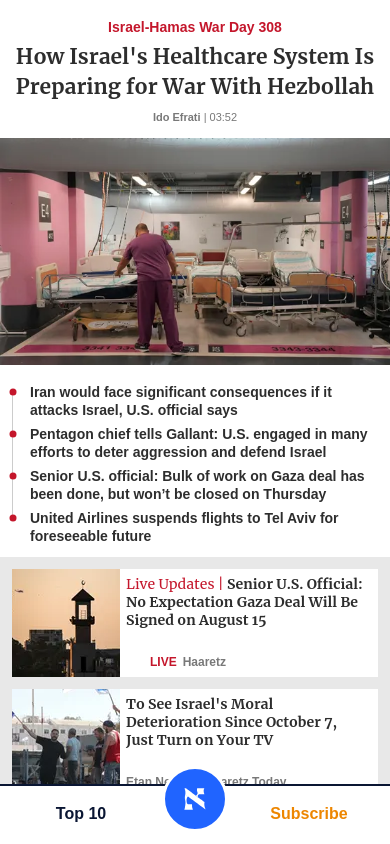 Israel-Hamas War Day 308
How Israel's Healthcare System Is
Preparing for War With Hezbollah
Ido Efrati | 03:52
E4
E4
Iran would face significant consequences if it
attacks Israel, U.S. official says
Pentagon chief tells Gallant: U.S. engaged in many
efforts to deter aggression and defend Israel
Senior U.S. official: Bulk of work on Gaza deal has
been done, but won’t be closed on Thursday
United Airlines suspends flights to Tel Aviv for
foreseeable future
Live Updates | Senior U.S. Official:
No Expectation Gaza Deal Will Be
Signed on August 15
LIVE Haaretz
To See Israel's Moral
Deterioration Since October 7,
Just Turn on Your TV
Today
Top 10
Subscribe